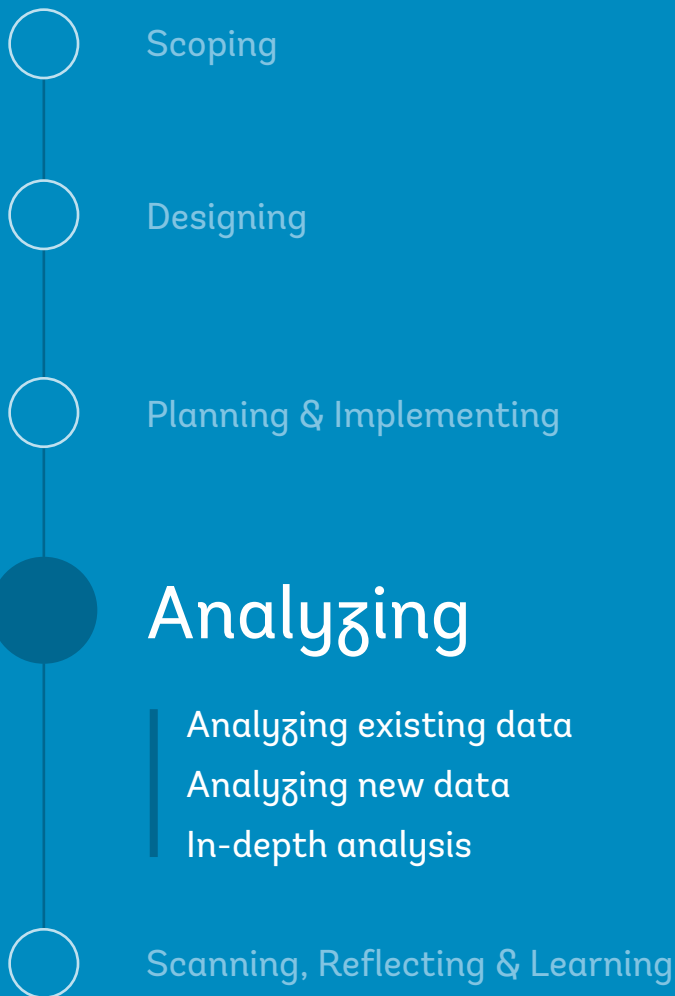 Scoping
Designing
Planning & Implementing
Analyzing
Analyzing existing data
Analyzing new data
In-depth analysis
Scanning, Reflecting & Learning